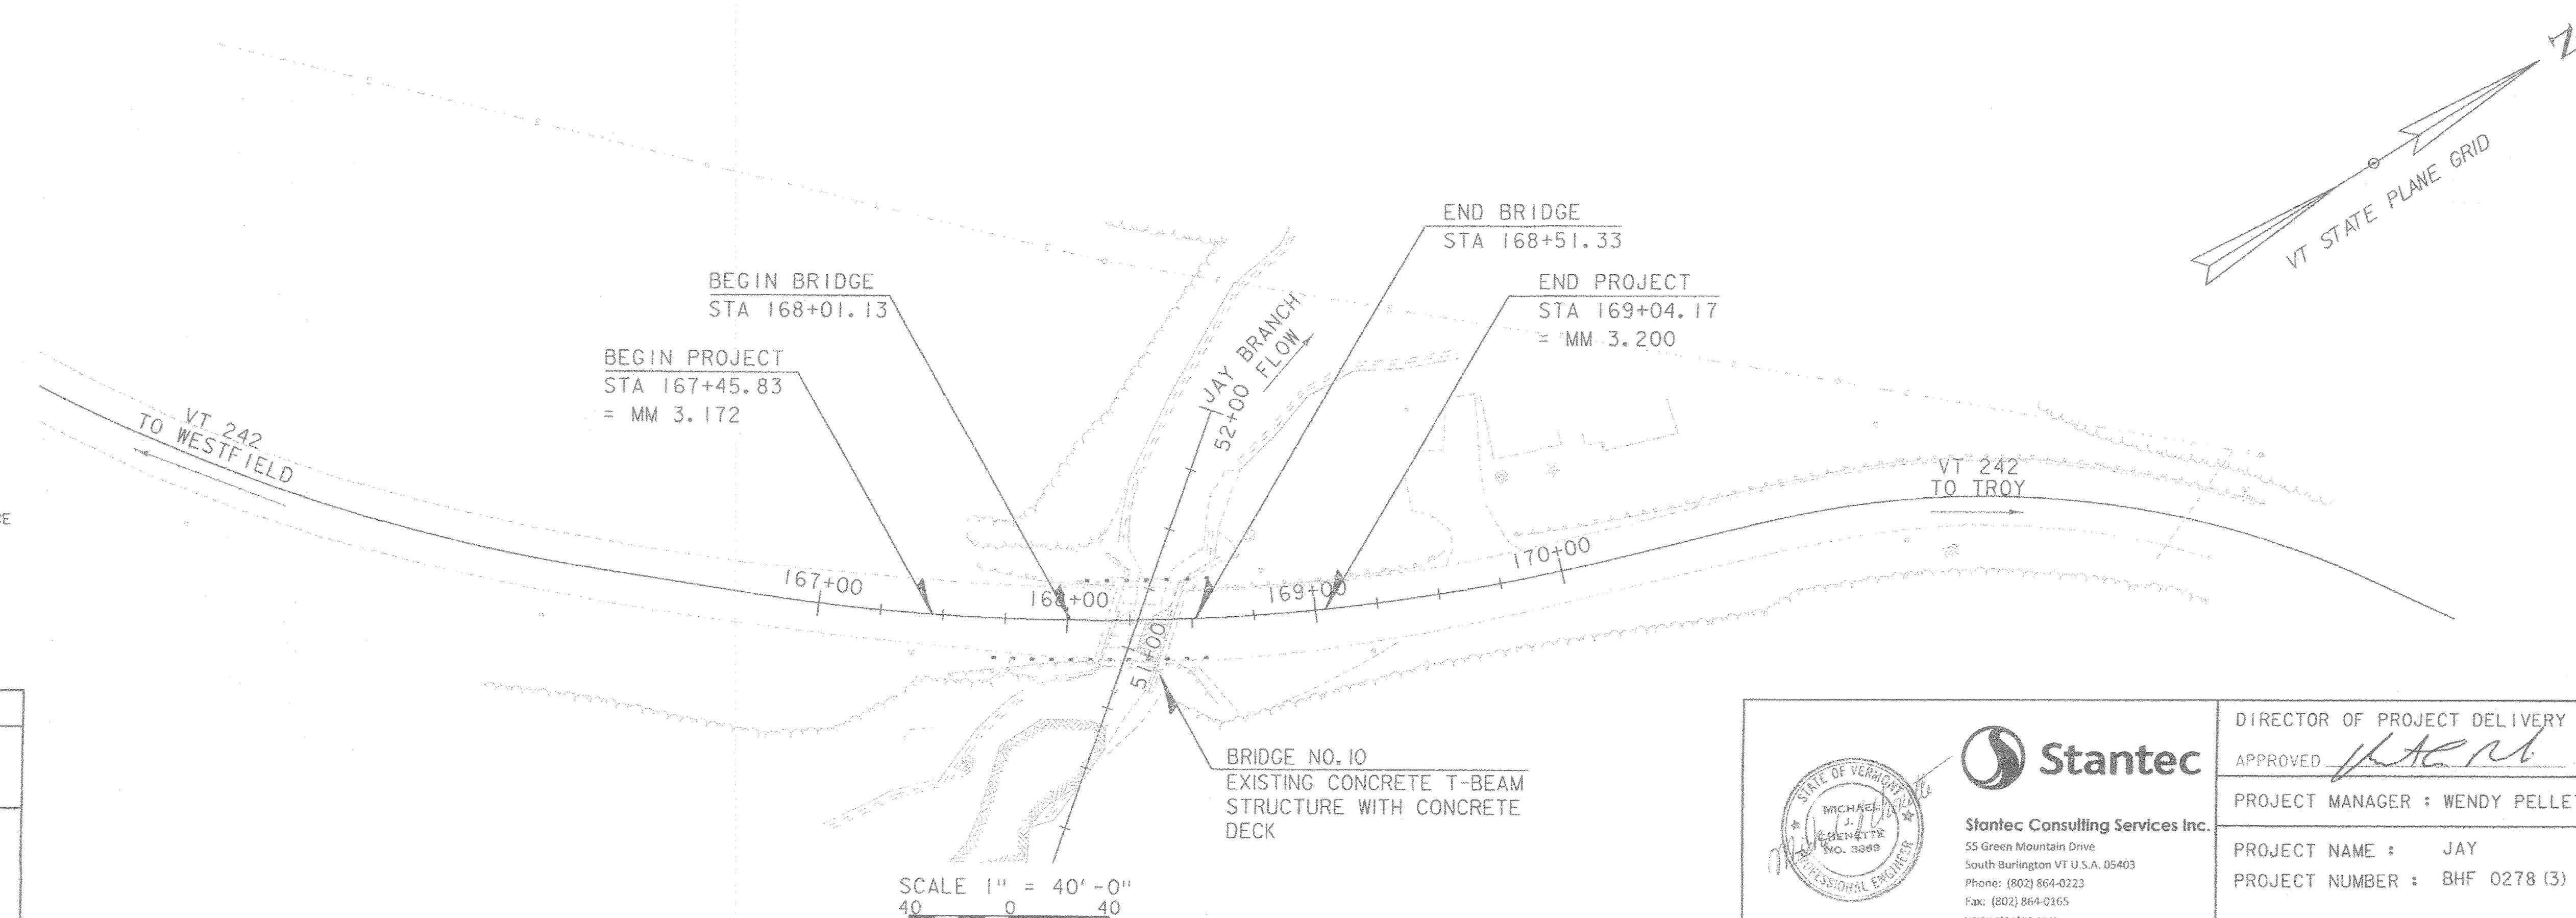 Z
VT STATE PLANE GRID
END BRIDGE
STA 168+51.33
END PROJECT
STA 169+04.17
= MM 3.200
BEGIN BRIDGE
STA 168+01.13
BEGIN PROJECT
STA 167+45.83
= MM 3.172
JAY BRANCH
FLOW
52+00
VT 242
TO WESTFIELD
VT 242
TO TROY
167+00
168+00
169+00
170+00
51+00
BRIDGE NO. 10
EXISTING CONCRETE T-BEAM
STRUCTURE WITH CONCRETE
DECK
SCALE 1" = 40'-0"
40 0 40
STATE OF VERMONT
MICHAEL
J.
CHENETTE
NO. 3869
PROFESSIONAL ENGINEER
Stantec
Stantec Consulting Services Inc.
55 Green Mountain Drive
South Burlington VT U.S.A. 05403
Phone: (802) 864-0223
Fax: (802) 864-0165
DIRECTOR OF PROJECT DELIVERY
APPROVED
PROJECT MANAGER : WENDY
PROJECT NAME : JAY
PROJECT NUMBER : BHF 0278 (3)